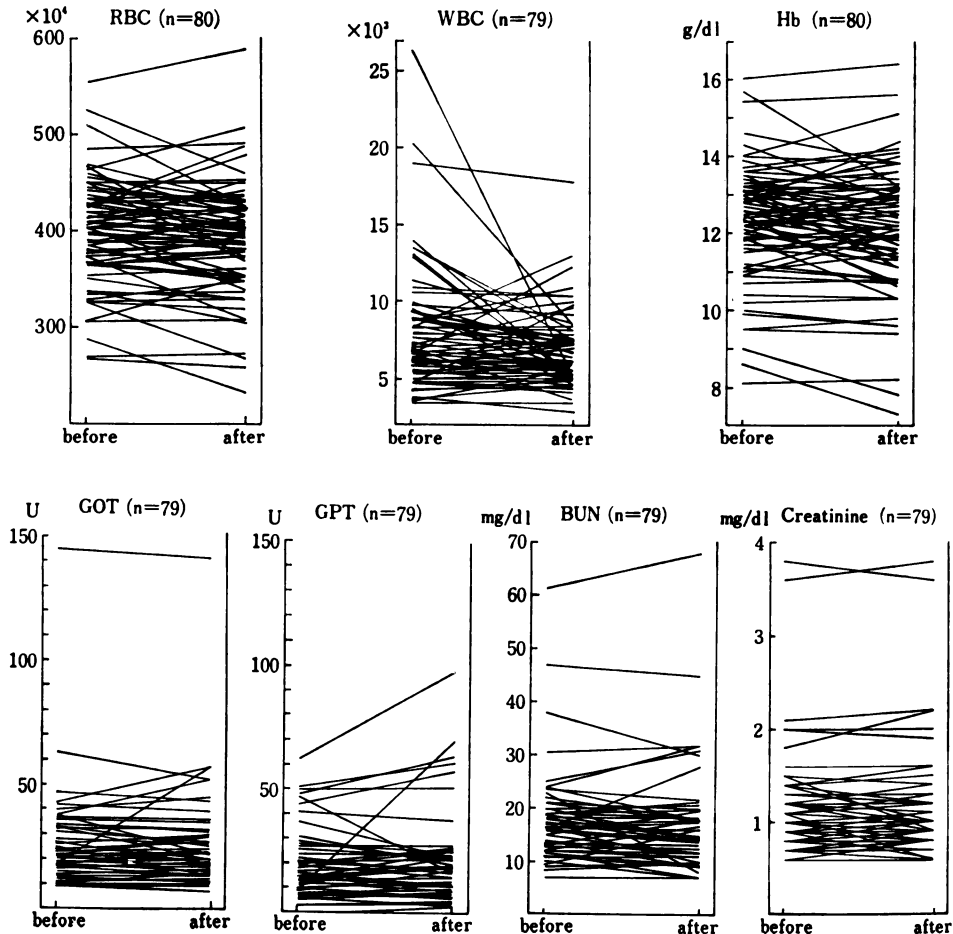 ×10⁴ RBC (n=80)
600
500
400
300
before after
×10³ WBC (n=79)
25
20
15
10
5
before after
g/dl Hb (n=80)
16
14
12
10
8
before after
U GOT (n=79)
150
100
50
before after
U GPT (n=79)
150
100
50
before after
mg/dl BUN (n=79)
70
60
50
40
30
20
10
before after
mg/dl Creatinine (n=79)
4
3
2
1
before after